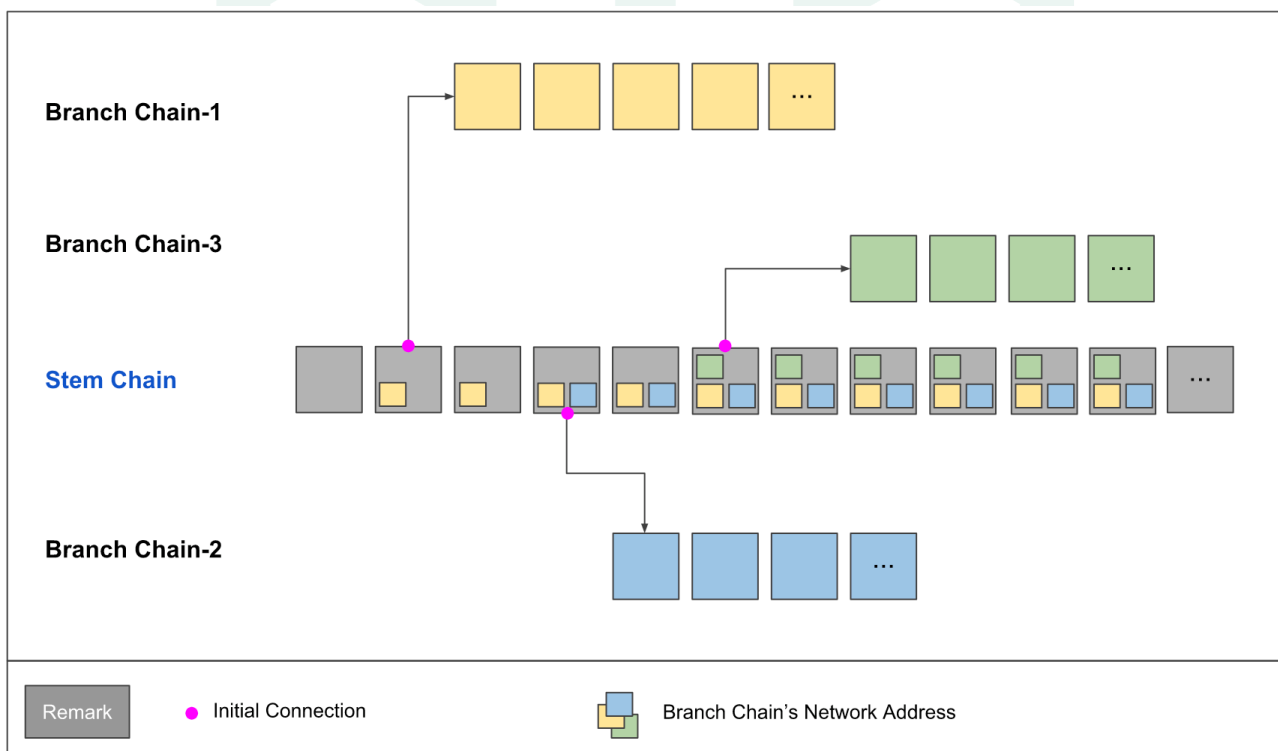 Branch Chain-1
...
Branch Chain-3
...
Stem Chain
...
Branch Chain-2
...
Remark
Initial Connection
Branch Chain's Network Address